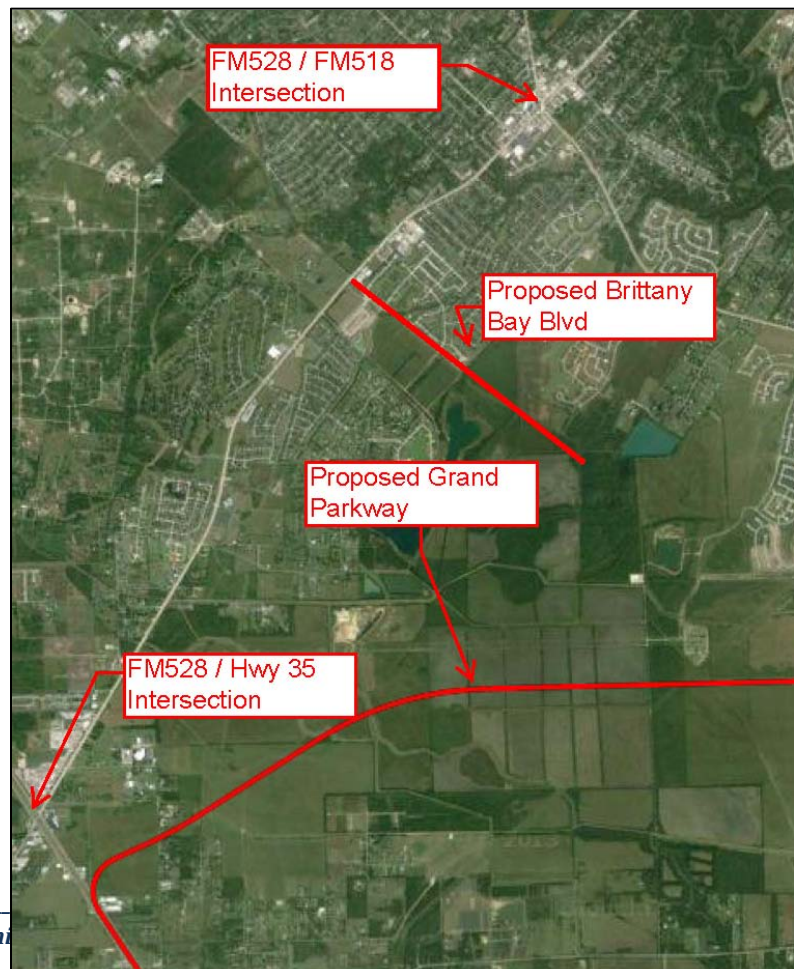 FM528 / FM518
Intersection
Proposed Brittany
Bay Blvd
Proposed Grand
Parkway
FM528 / Hwy 35
Intersection